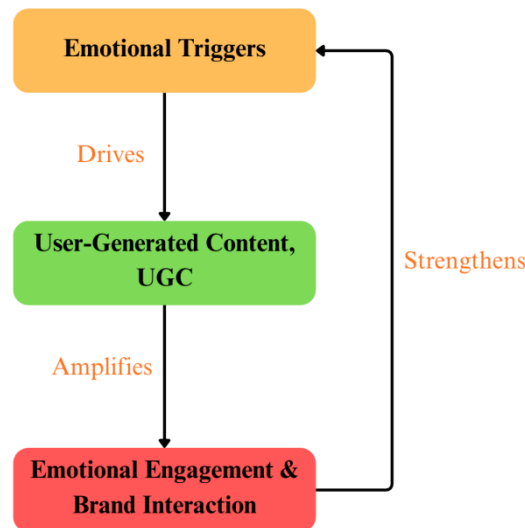 Emotional Triggers
Drives
User-Generated Content,
UGC
Strengthens
Amplifies
Emotional Engagement &
Brand Interaction